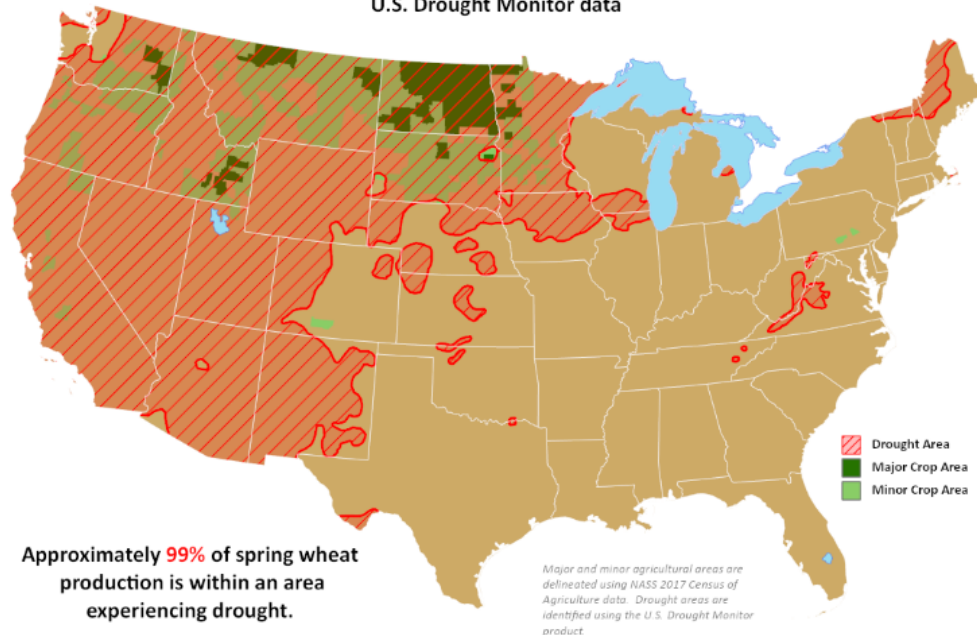 U.S. Drought Monitor data
Drought Area
Major Crop Area
Minor Crop Area
Approximately 99% of spring wheat
production is within an area
experiencing drought.
Major and minor agricultural areas are
delineated using NASS 2017 Census of
Agriculture data. Drought areas are
identified using the U.S. Drought Monitor
product.